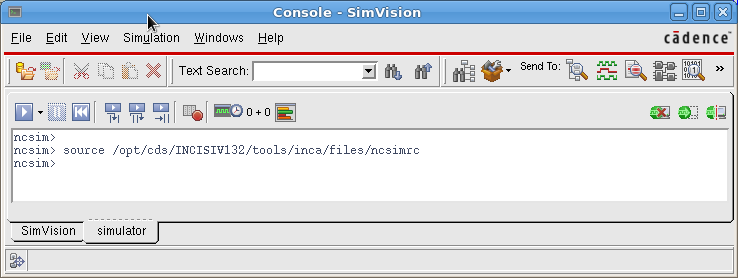 Console - SimVision
File Edit View Simulation Windows Help cādence
Text Search: Send To: »
0 + 0
ncsim>
ncsim> source /opt/cds/INCISIV132/tools/inca/files/ncsimrc
ncsim>
SimVision simulator